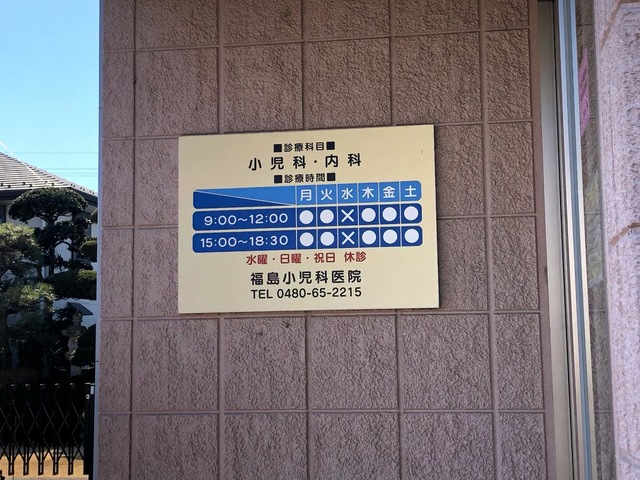 ■診療科目■
小児科・内科
■診療時間■
月 火 水 木 金 土
9:00〜12:00 ● ● × ● ● ●
15:00〜18:30 ● ● × ● ● ●
水曜・日曜・祝日 休診
福島小児科医院
TEL 0480-65-2215